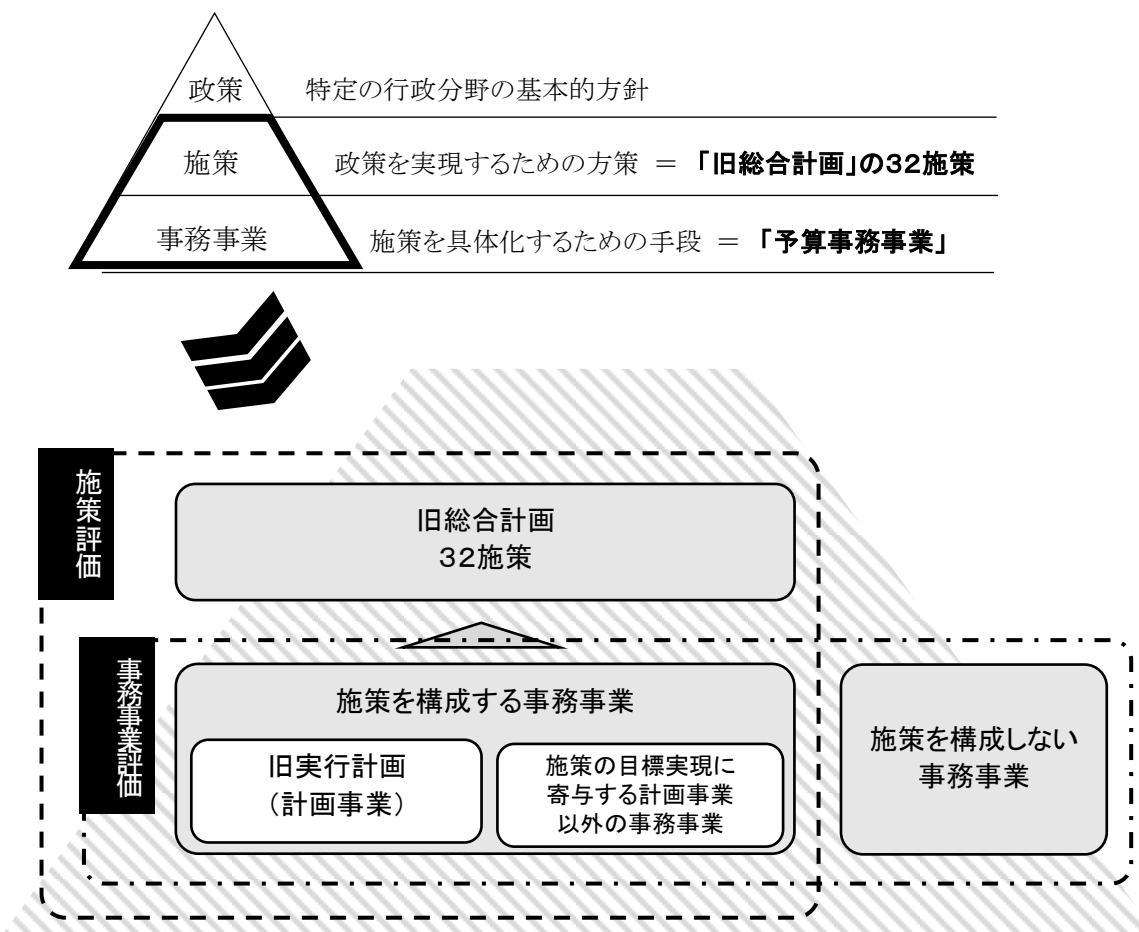 政策 特定の行政分野の基本的方針
施策 政策を実現するための方策 = 「旧総合計画」の32施策
事務事業 施策を具体化するための手段 = 「予算事務事業」
施策評価
旧総合計画
32施策
事務事業評価
施策を構成する事務事業
旧実行計画
(計画事業)
施策の目標実現に
寄与する計画事業
以外の事務事業
施策を構成しない
事務事業